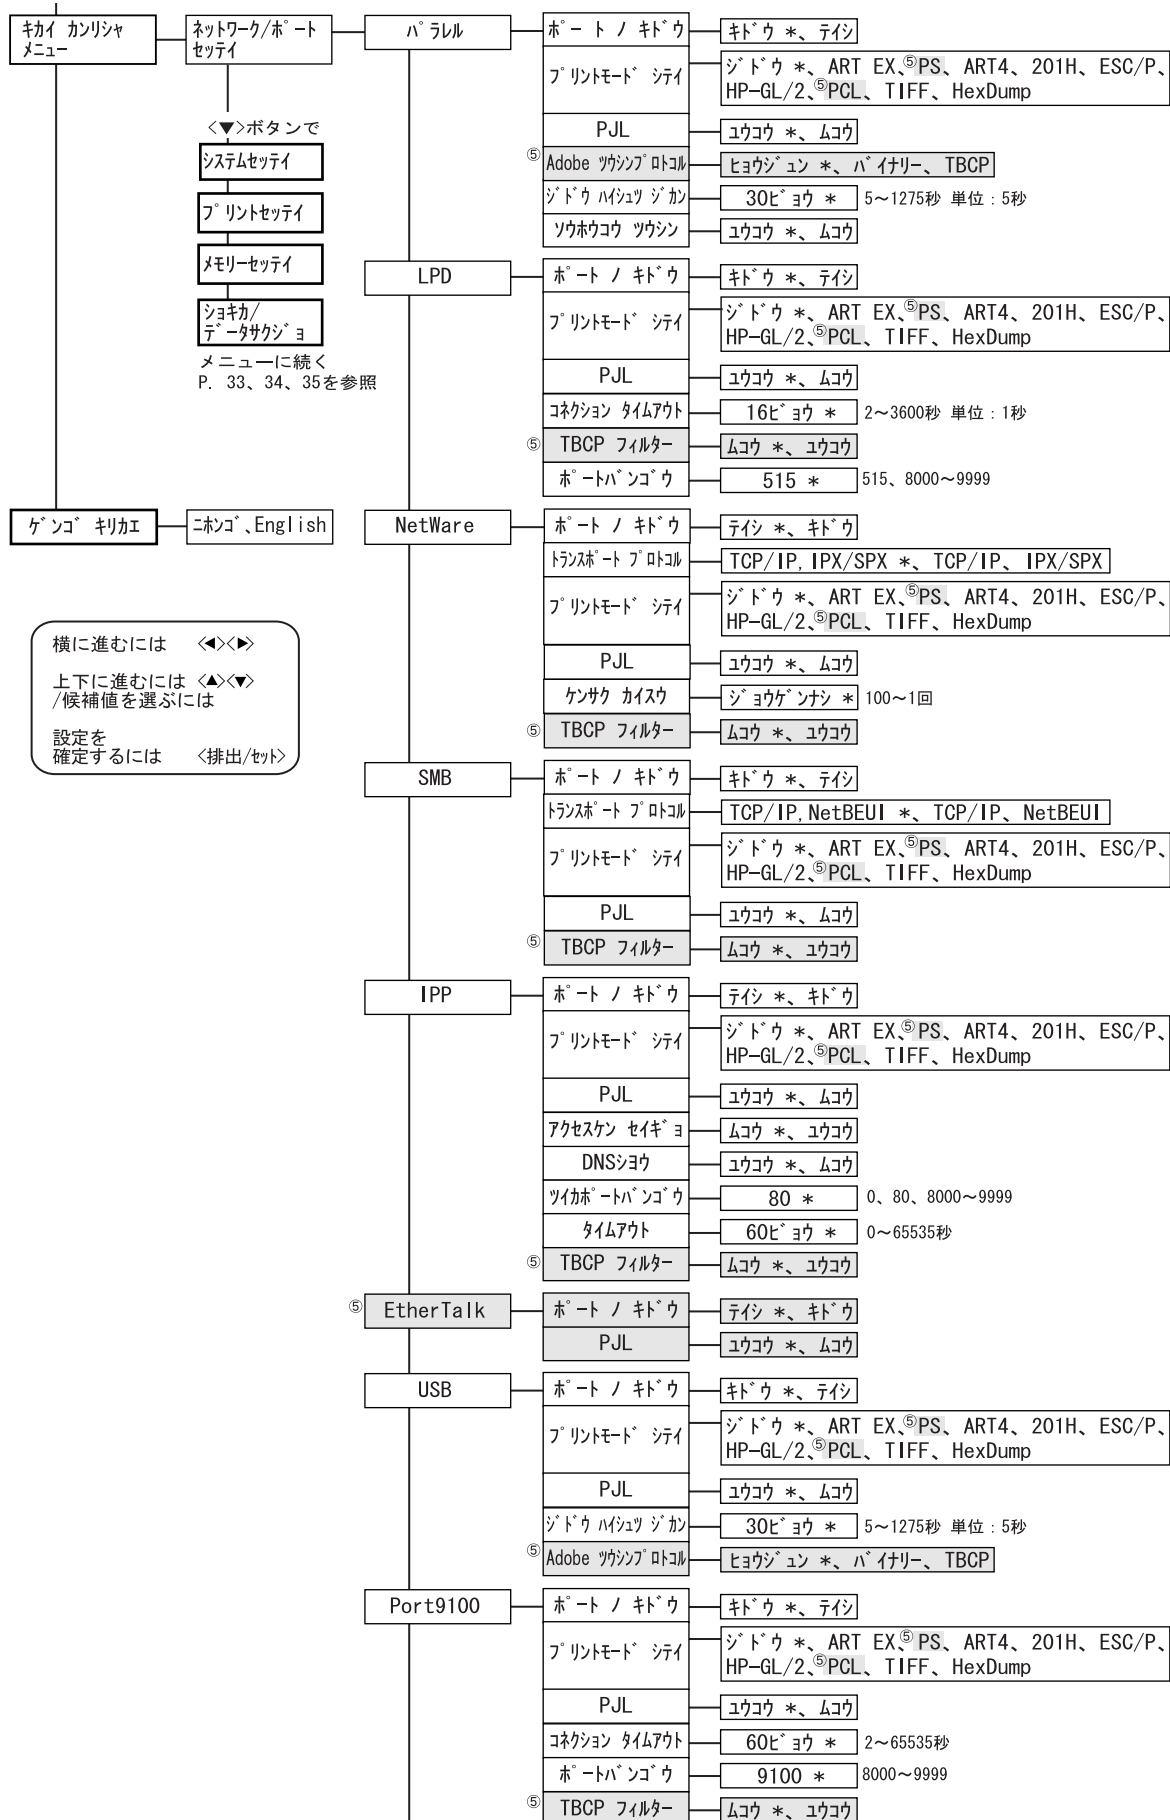 キカイ カンリシャ
メニュー
ネットワーク/ポート
セッテイ
パラレル
ポート ノ キドウ
キドウ *、テイシ
プリントモード シテイ
ジドウ *、ART EX、⑤PS、ART4、201H、ESC/P、
HP-GL/2、⑤PCL、TIFF、HexDump
PJL
ユウコウ *、ムコウ
⑤ Adobe ツウシンプロトコル
ヒョウジュン *、バイナリー、TBCP
ジドウ ハイシュツ ジカン
30ビョウ *
5～1275秒 単位：5秒
ソウホウコウ ツウシン
ユウコウ *、ムコウ
<▼>ボタンで
システムセッテイ
プリントセッテイ
メモリーセッテイ
ショキカ/
データサクジョ
メニューに続く
P. 33、34、35を参照
LPD
ポート ノ キドウ
キドウ *、テイシ
プリントモード シテイ
ジドウ *、ART EX、⑤PS、ART4、201H、ESC/P、
HP-GL/2、⑤PCL、TIFF、HexDump
PJL
ユウコウ *、ムコウ
コネクション タイムアウト
16ビョウ *
2～3600秒 単位：1秒
⑤ TBCP フィルター
ムコウ *、ユウコウ
ポートバンゴウ
515 *
515、8000～9999
ゲンゴ キリカエ
ニホンゴ、English
NetWare
ポート ノ キドウ
テイシ *、キドウ
トランスポート プロトコル
TCP/IP,IPX/SPX *、TCP/IP、IPX/SPX
プリントモード シテイ
ジドウ *、ART EX、⑤PS、ART4、201H、ESC/P、
HP-GL/2、⑤PCL、TIFF、HexDump
PJL
ユウコウ *、ムコウ
ケンサク カイスウ
ジョウゲンナシ *
100～1回
⑤ TBCP フィルター
ムコウ *、ユウコウ
横に進むには <◀><▶>
上下に進むには <▲><▼>
/候補値を選ぶには
設定を
確定するには <排出/セット>
SMB
ポート ノ キドウ
キドウ *、テイシ
トランスポート プロトコル
TCP/IP,NetBEUI *、TCP/IP、NetBEUI
プリントモード シテイ
ジドウ *、ART EX、⑤PS、ART4、201H、ESC/P、
HP-GL/2、⑤PCL、TIFF、HexDump
PJL
ユウコウ *、ムコウ
⑤ TBCP フィルター
ムコウ *、ユウコウ
IPP
ポート ノ キドウ
テイシ *、キドウ
プリントモード シテイ
ジドウ *、ART EX、⑤PS、ART4、201H、ESC/P、
HP-GL/2、⑤PCL、TIFF、HexDump
PJL
ユウコウ *、ムコウ
アクセスケン セイギョ
ムコウ *、ユウコウ
DNSシヨウ
ユウコウ *、ムコウ
ツイカポートバンゴウ
80 *
0、80、8000～9999
タイムアウト
60ビョウ *
0～65535秒
⑤ TBCP フィルター
ムコウ *、ユウコウ
⑤ EtherTalk
ポート ノ キドウ
テイシ *、キドウ
PJL
ユウコウ *、ムコウ
USB
ポート ノ キドウ
キドウ *、テイシ
プリントモード シテイ
ジドウ *、ART EX、⑤PS、ART4、201H、ESC/P、
HP-GL/2、⑤PCL、TIFF、HexDump
PJL
ユウコウ *、ムコウ
ジドウ ハイシュツ ジカン
30ビョウ *
5～1275秒 単位：5秒
⑤ Adobe ツウシンプロトコル
ヒョウジュン *、バイナリー、TBCP
Port9100
ポート ノ キドウ
キドウ *、テイシ
プリントモード シテイ
ジドウ *、ART EX、⑤PS、ART4、201H、ESC/P、
HP-GL/2、⑤PCL、TIFF、HexDump
PJL
ユウコウ *、ムコウ
コネクション タイムアウト
60ビョウ *
2～65535秒
ポートバンゴウ
9100 *
8000～9999
⑤ TBCP フィルター
ムコウ *、ユウコウ